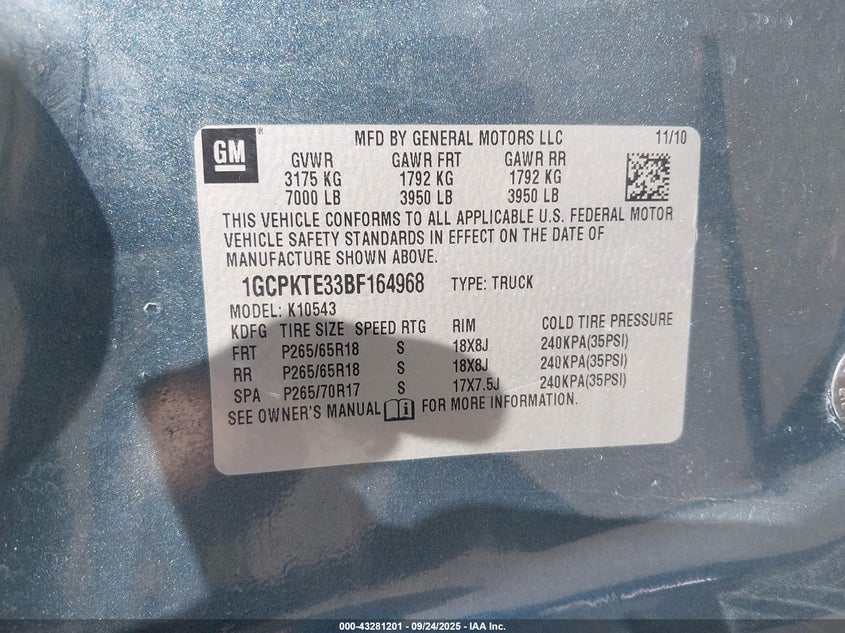 GM
®
MFD BY GENERAL MOTORS LLC 11/10
GVWR GAWR FRT GAWR RR
3175 KG 1792 KG 1792 KG
7000 LB 3950 LB 3950 LB
THIS VEHICLE CONFORMS TO ALL APPLICABLE U.S. FEDERAL MOTOR
VEHICLE SAFETY STANDARDS IN EFFECT ON THE DATE OF
MANUFACTURE SHOWN ABOVE.
1GCPKTE33BF164968 TYPE: TRUCK
MODEL: K10543
KDFG TIRE SIZE SPEED RTG RIM COLD TIRE PRESSURE
FRT P265/65R18 S 18X8J 240KPA(35PSI)
RR P265/65R18 S 18X8J 240KPA(35PSI)
SPA P265/70R17 S 17X7.5J 240KPA(35PSI)
SEE OWNER'S MANUAL FOR MORE INFORMATION.
000-43281201 - 09/24/2025 - IAA Inc.